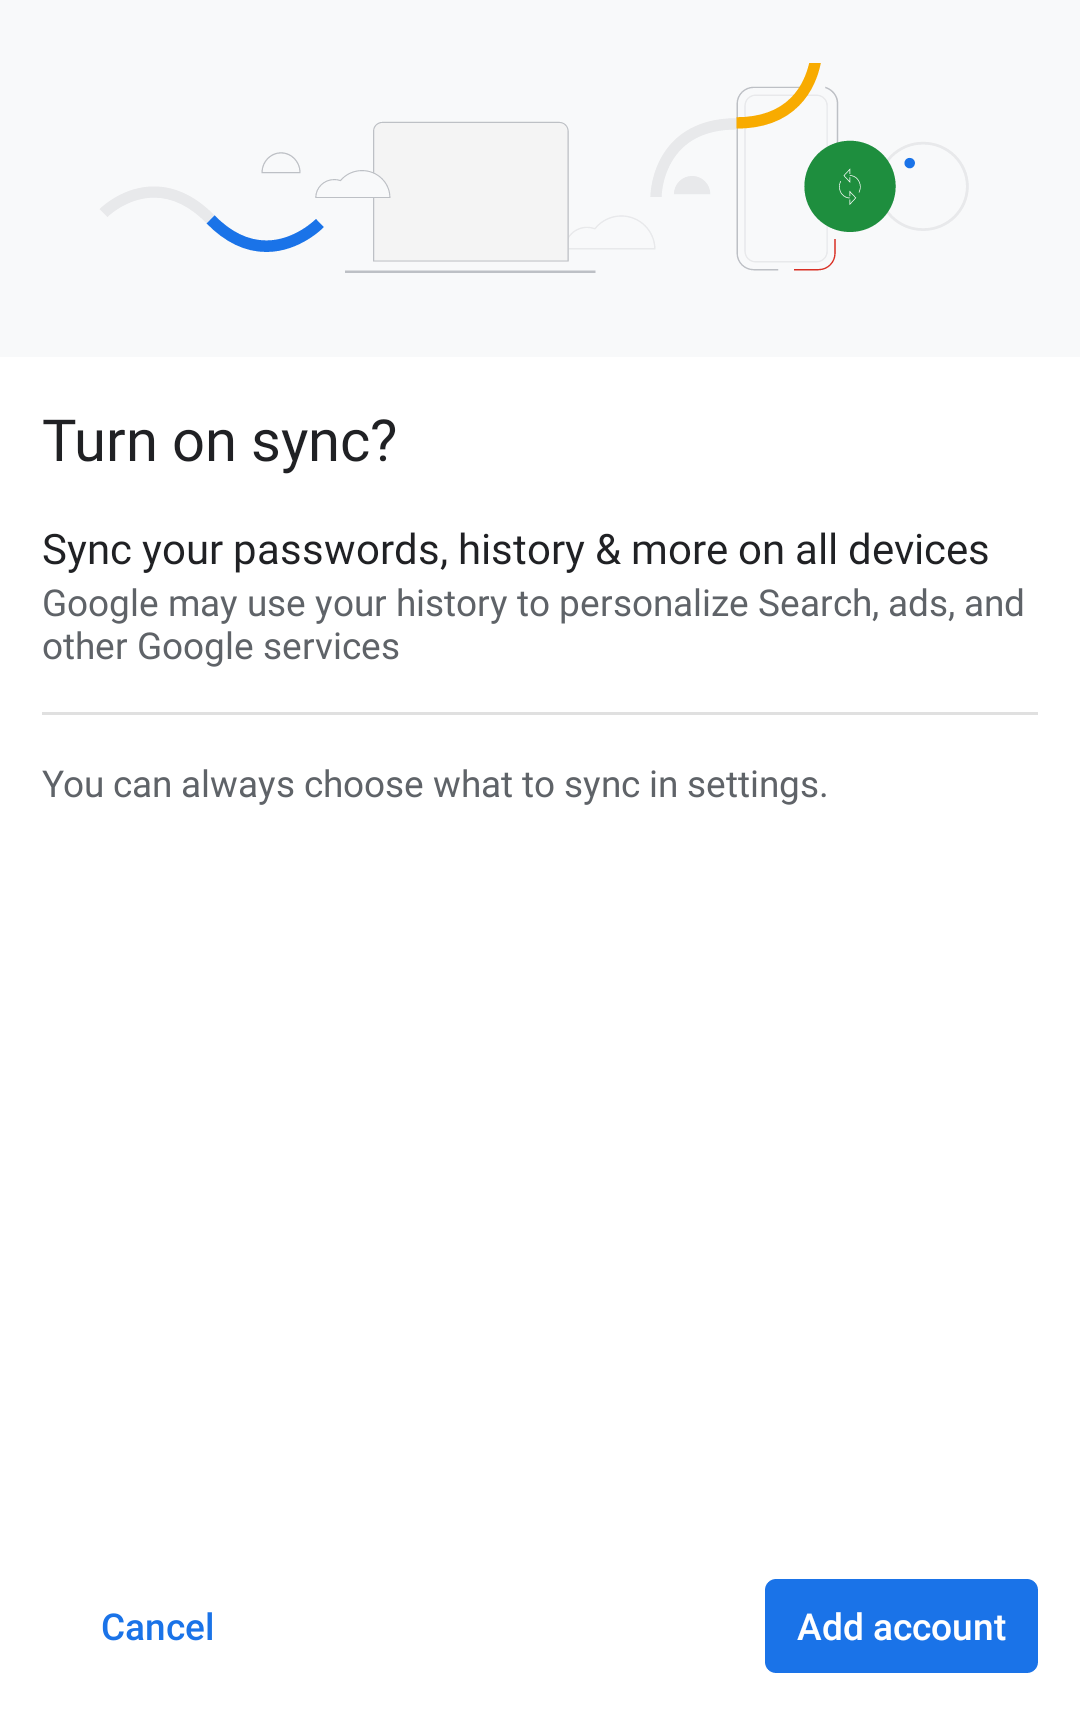 Turn on sync?
Sync your passwords, history & more on all devices
Google may use your history to personalize Search, ads, and
other Google services
You can always choose what to sync in settings.
Cancel
Add account